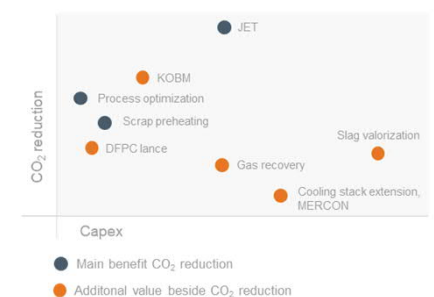 JET
KOBM
Process optimization
Scrap preheating
Slag valorization
DFPC lance
Gas recovery
Cooling stack extension,
MERCON
CO₂ reduction
Capex
Main benefit CO₂ reduction
Additonal value beside CO₂ reduction